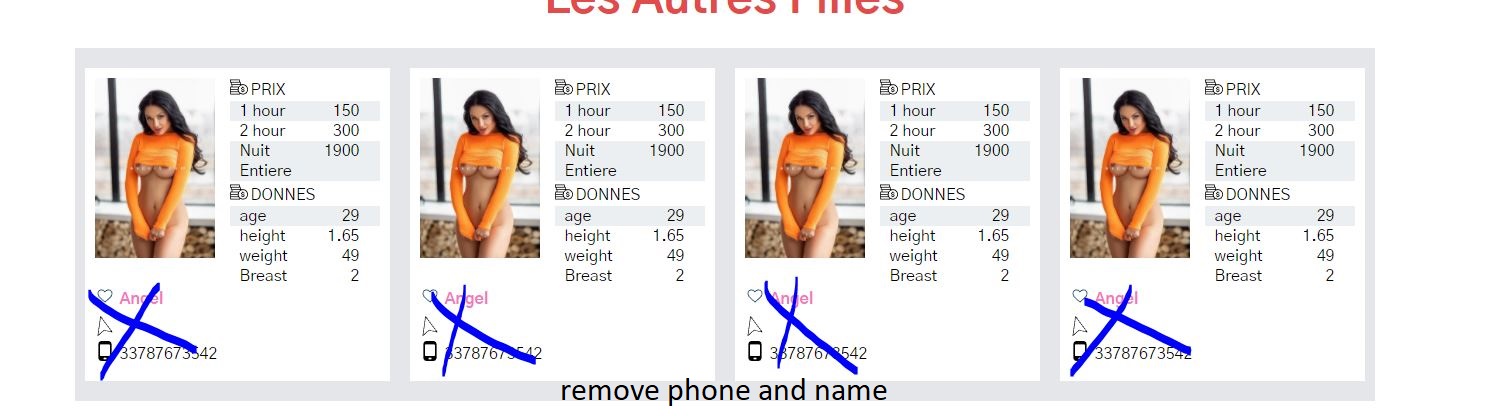 Les Autres Filles
PRIX
1 hour 150
2 hour 300
Nuit 1900
Entiere
DONNES
age 29
height 1.65
weight 49
Breast 2
Angel
33787673542
PRIX
1 hour 150
2 hour 300
Nuit 1900
Entiere
DONNES
age 29
height 1.65
weight 49
Breast 2
Angel
33787673542
PRIX
1 hour 150
2 hour 300
Nuit 1900
Entiere
DONNES
age 29
height 1.65
weight 49
Breast 2
Angel
33787673542
PRIX
1 hour 150
2 hour 300
Nuit 1900
Entiere
DONNES
age 29
height 1.65
weight 49
Breast 2
Angel
33787673542
remove phone and name